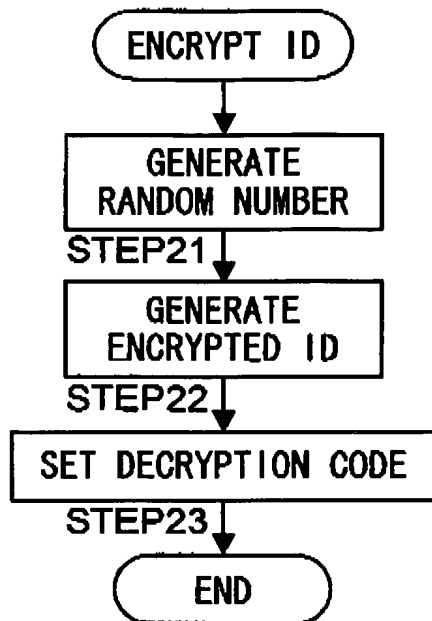 ENCRYPT ID
GENERATE
RANDOM NUMBER
STEP21
GENERATE
ENCRYPTED ID
STEP22
SET DECRYPTION CODE
STEP23
END